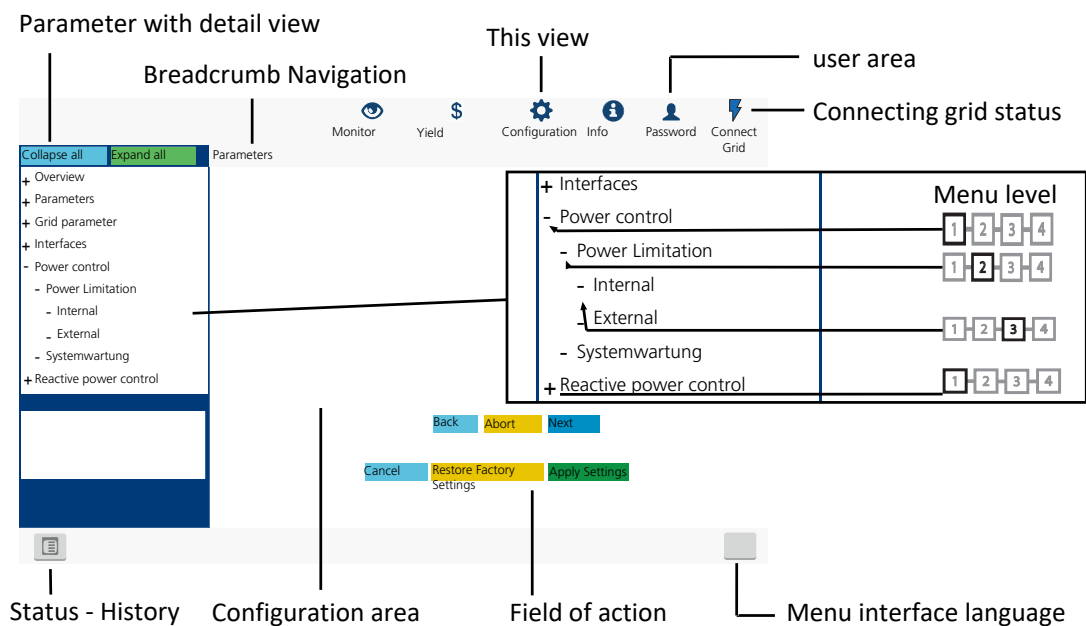 Parameter with detail view
This view
user area
Breadcrumb Navigation
Connecting grid status
$
Monitor
Yield
Configuration
Info
Password
Connect
Grid
Collapse all
Expand all
Parameters
+ Overview
+ Parameters
+ Grid parameter
+ Interfaces
- Power control
- Power Limitation
- Internal
- External
- Systemwartung
+ Reactive power control
+ Interfaces
Menu level
- Power control
1 2 3 4
- Power Limitation
1 2 3 4
- Internal
- External
1 2 3 4
- Systemwartung
+ Reactive power control
1 2 3 4
Back
Abort
Next
Cancel
Restore Factory
Settings
Apply Settings
Status - History
Configuration area
Field of action
Menu interface language